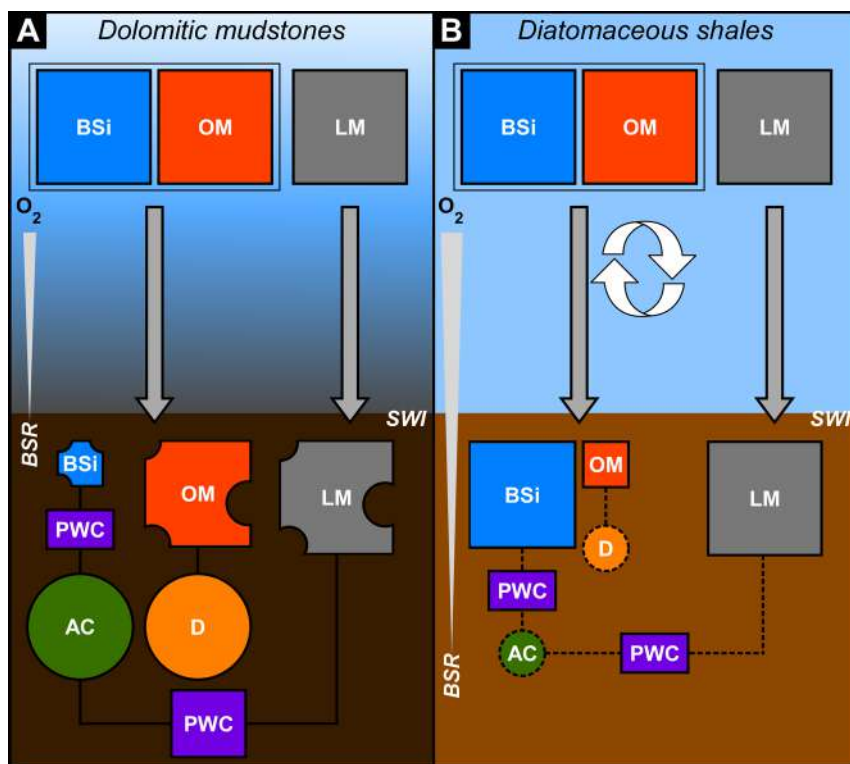 A Dolomitic mudstones
BSi OM LM
O2
SWI
BSR
BSi OM LM
PWC
AC D
PWC
B Diatomaceous shales
BSi OM LM
O2
SWI
BSi OM LM
D
PWC
AC PWC
BSR